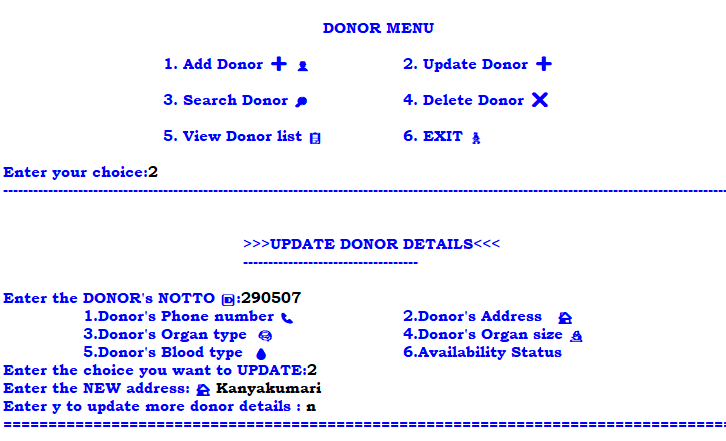 DONOR MENU
1. Add Donor ➕ 👤 2. Update Donor ➕
3. Search Donor 🔎 4. Delete Donor ❌
5. View Donor list 📋 6. EXIT 🚶
Enter your choice:2
--------------------------------------------------------------------------------------------------------------------------------
>>>UPDATE DONOR DETAILS<<<
-----------------------------------
Enter the DONOR's NOTTO 🆔:290507
1.Donor's Phone number 📞 2.Donor's Address 🏠
3.Donor's Organ type 4.Donor's Organ size
5.Donor's Blood type 🩸 6.Availability Status
Enter the choice you want to UPDATE:2
Enter the NEW address: 🏠 Kanyakumari
Enter y to update more donor details : n
================================================================================